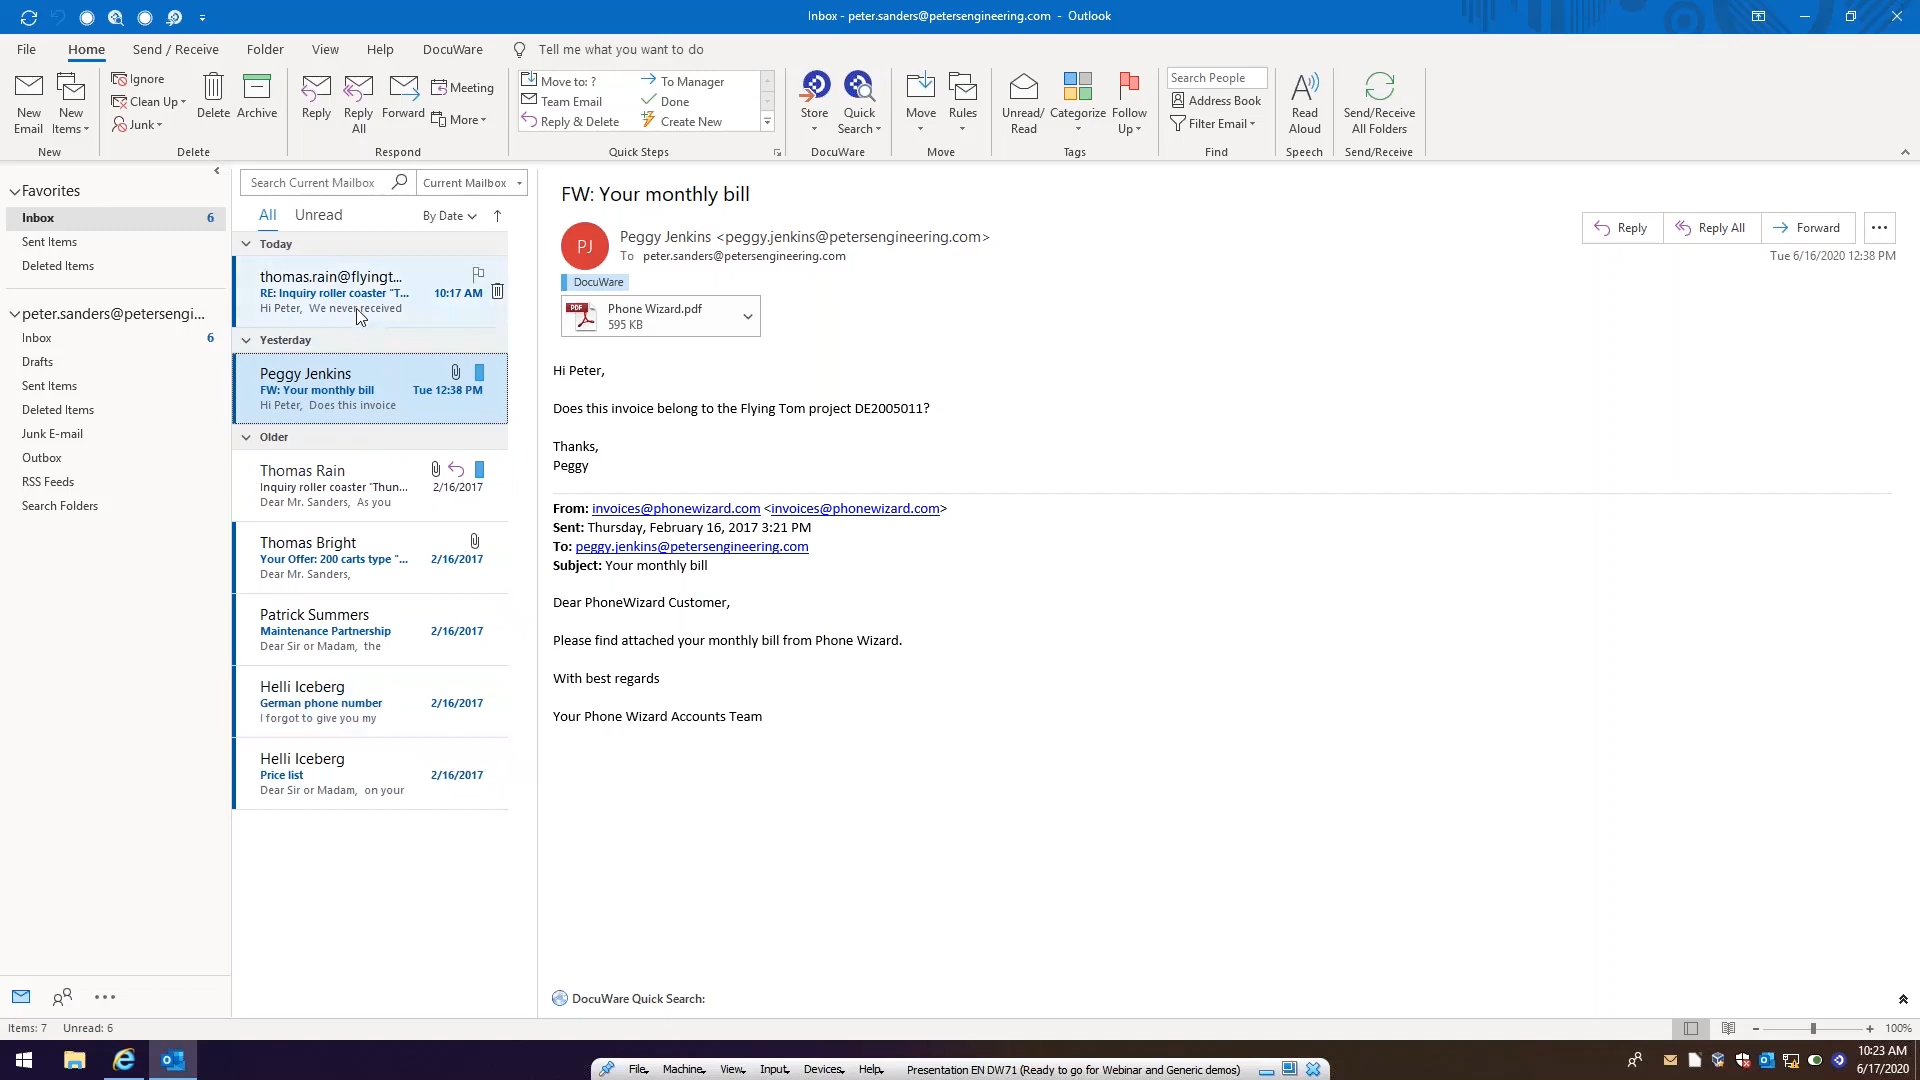 Inbox - peter.sanders@petersengineering.com - Outlook
File Home Send / Receive Folder View Help DocuWare Tell me what you want to do
New Email
New Items
New
Ignore
Clean Up
Junk
Delete
Archive
Delete
Reply
Reply All
Forward
Meeting
More
Respond
Move to: ?
Team Email
Reply & Delete
To Manager
Done
Create New
Quick Steps
Store
Quick Search
DocuWare
Move
Rules
Move
Unread/ Read
Categorize
Follow Up
Tags
Search People
Address Book
Filter Email
Find
Read Aloud
Speech
Send/Receive All Folders
Send/Receive
Favorites
Inbox 6
Sent Items
Deleted Items
peter.sanders@petersengi...
Inbox 6
Drafts
Sent Items
Deleted Items
Junk E-mail
Outbox
RSS Feeds
Search Folders
Search Current Mailbox Current Mailbox
All Unread By Date
Today
thomas.rain@flyingt...
RE: Inquiry roller coaster "T... 10:17 AM
Hi Peter, We never received
Yesterday
Peggy Jenkins
FW: Your monthly bill Tue 12:38 PM
Hi Peter, Does this invoice
Older
Thomas Rain
Inquiry roller coaster "Thun... 2/16/2017
Dear Mr. Sanders, As you
Thomas Bright
Your Offer: 200 carts type "... 2/16/2017
Dear Mr. Sanders,
Patrick Summers
Maintenance Partnership 2/16/2017
Dear Sir or Madam, the
Helli Iceberg
German phone number 2/16/2017
I forgot to give you my
Helli Iceberg
Price list 2/16/2017
Dear Sir or Madam, on your
FW: Your monthly bill
PJ
Peggy Jenkins <peggy.jenkins@petersengineering.com>
To peter.sanders@petersengineering.com
Reply Reply All Forward
Tue 6/16/2020 12:38 PM
DocuWare
PDF
Phone Wizard.pdf
595 KB
Hi Peter,
Does this invoice belong to the Flying Tom project DE2005011?
Thanks,
Peggy
From: invoices@phonewizard.com <invoices@phonewizard.com>
Sent: Thursday, February 16, 2017 3:21 PM
To: peggy.jenkins@petersengineering.com
Subject: Your monthly bill
Dear PhoneWizard Customer,
Please find attached your monthly bill from Phone Wizard.
With best regards
Your Phone Wizard Accounts Team
DocuWare Quick Search:
Items: 7 Unread: 6
100%
File Machine View Input Devices Help Presentation EN DW71 (Ready to go for Webinar and Generic demos)
10:23 AM
6/17/2020